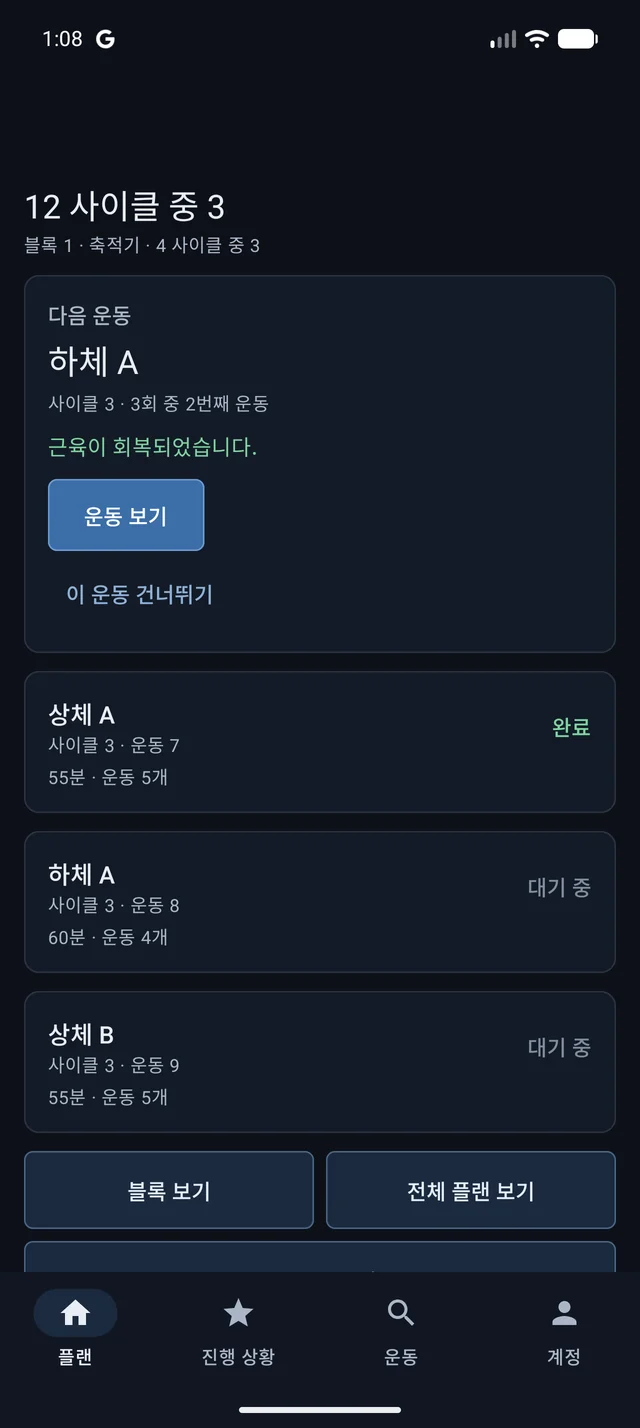 1:08
12 사이클 중 3
블록 1 · 축적기 · 4 사이클 중 3
다음 운동
하체 A
사이클 3 · 3회 중 2번째 운동
근육이 회복되었습니다.
운동 보기
이 운동 건너뛰기
상체 A
완료
사이클 3 · 운동 7
55분 · 운동 5개
하체 A
대기 중
사이클 3 · 운동 8
60분 · 운동 4개
상체 B
대기 중
사이클 3 · 운동 9
55분 · 운동 5개
블록 보기
전체 플랜 보기
플랜
진행 상황
운동
계정